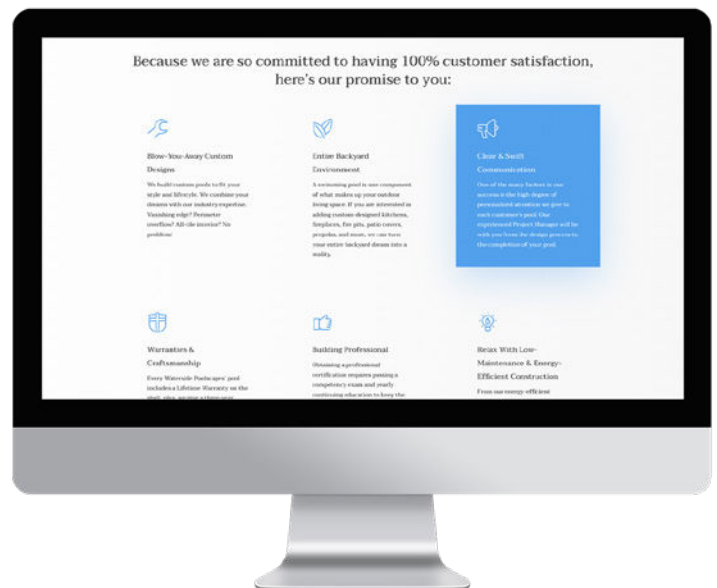 Because we are so committed to having 100% customer satisfaction,
here's our promise to you:
Blow-You-Away Custom
Designs
We build custom pools to fit your
style and lifestyle. We combine your
dreams with our industry expertise.
Vanishing edge? Perimeter
overflow? All-tile interior? No
problem!
Entire Backyard
Environment
A swimming pool is one component
of what makes up your outdoor
living space. If you are interested in
adding custom-designed kitchens,
fireplaces, fire pits, patio covers,
pergolas, and more, we can turn
your entire backyard dream into a
reality.
Clear & Swift
Communication
One of the many factors in our
success is the high degree of
personalized attention we give to
each customer's pool. Our
experienced Project Manager will be
with you from the design process to
the completion of your pool.
Warranties &
Craftsmanship
Every Waterside Poolscapes' pool
includes a Lifetime Warranty on the
Building Professional
Obtaining a professional
certification requires passing a
competency exam and yearly
continuing education to keep the
Relax With Low-
Maintenance & Energy-
Efficient Construction
From our energy-efficient